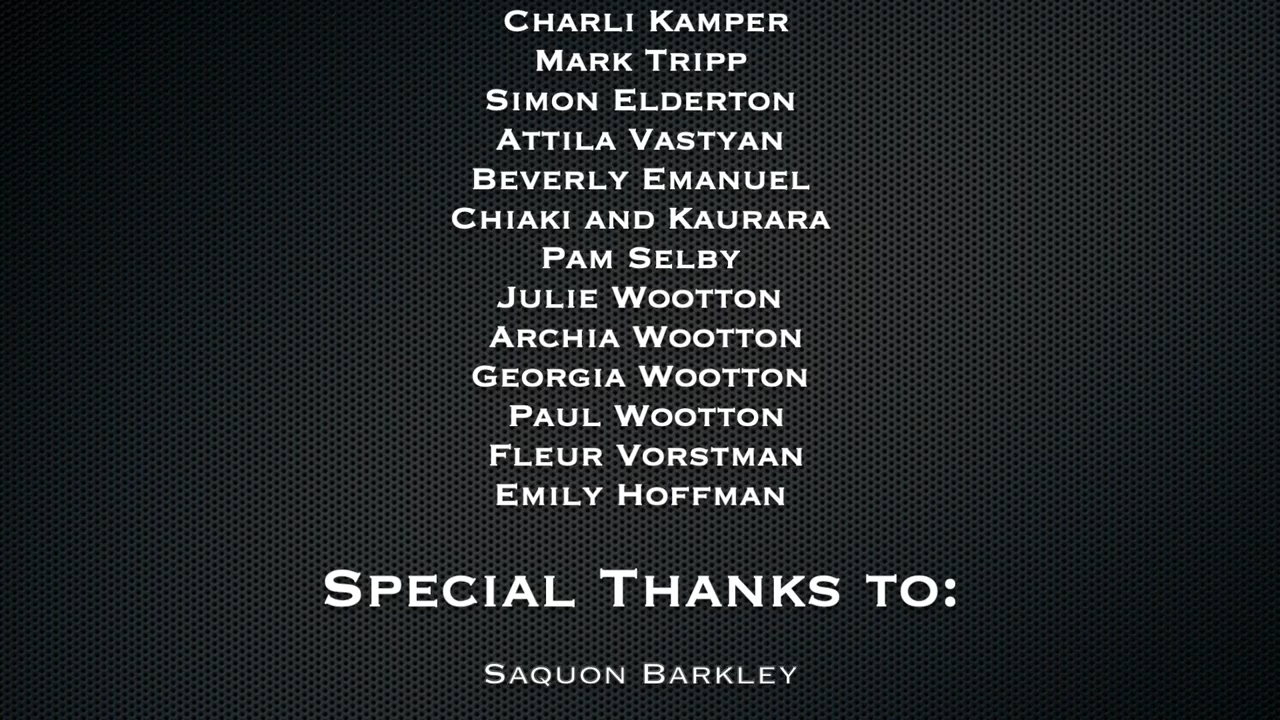 Charli Kamper
Mark Tripp
Simon Elderton
Attila Vastyan
Beverly Emanuel
Chiaki and Kaurara
Pam Selby
Julie Wootton
Archia Wootton
Georgia Wootton
Paul Wootton
Fleur Vorstman
Emily Hoffman
Special Thanks to:
Saquon Barkley